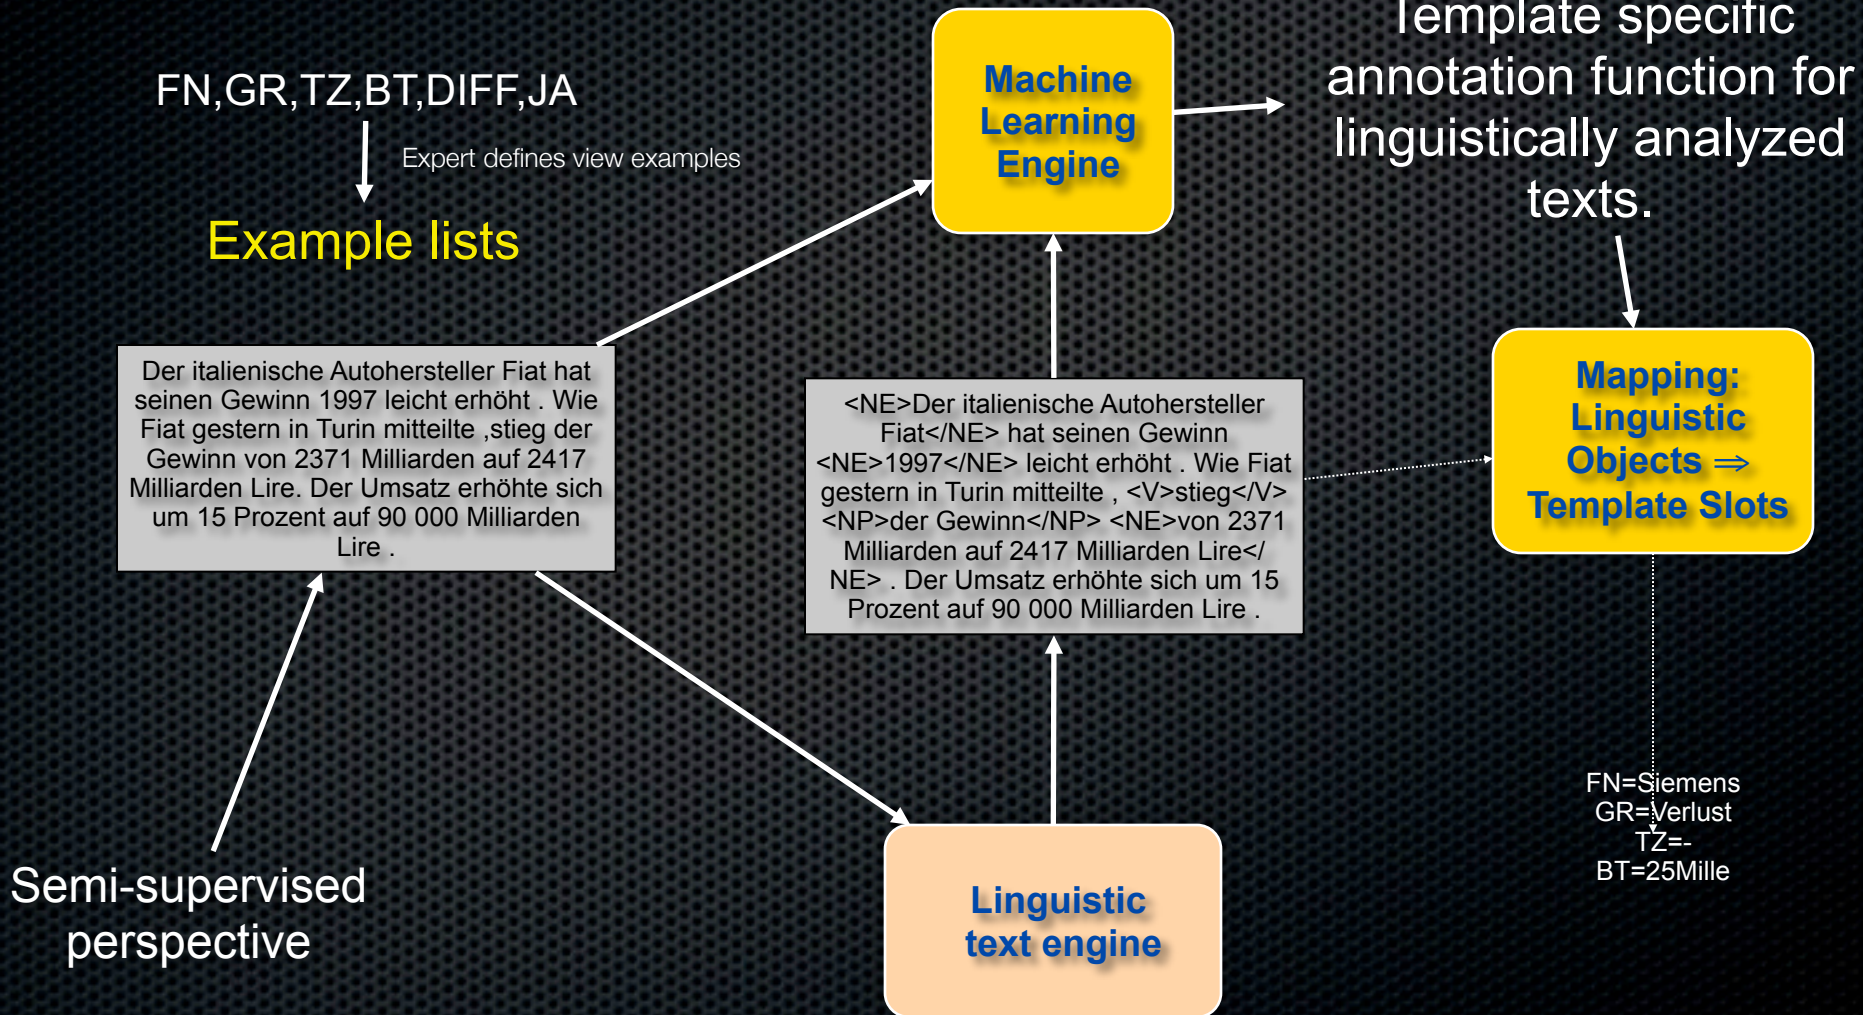 FN,GR,TZ,BT,DIFF,JA
Expert defines view examples
Example lists
Machine
Learning
Engine
Template specific
annotation function for
linguistically analyzed
texts.
Der italienische Autohersteller Fiat hat
seinen Gewinn 1997 leicht erhöht . Wie
Fiat gestern in Turin mitteilte ,stieg der
Gewinn von 2371 Milliarden auf 2417
Milliarden Lire. Der Umsatz erhöhte sich
um 15 Prozent auf 90 000 Milliarden
Lire .
<NE>Der italienische Autohersteller
Fiat</NE> hat seinen Gewinn
<NE>1997</NE> leicht erhöht . Wie Fiat
gestern in Turin mitteilte , <V>stieg</V>
<NP>der Gewinn</NP> <NE>von 2371
Milliarden auf 2417 Milliarden Lire</
NE> . Der Umsatz erhöhte sich um 15
Prozent auf 90 000 Milliarden Lire .
Mapping:
Linguistic
Objects ⇒
Template Slots
FN=Siemens
GR=Verlust
TZ=-
BT=25Mille
Semi-supervised
perspective
Linguistic
text engine